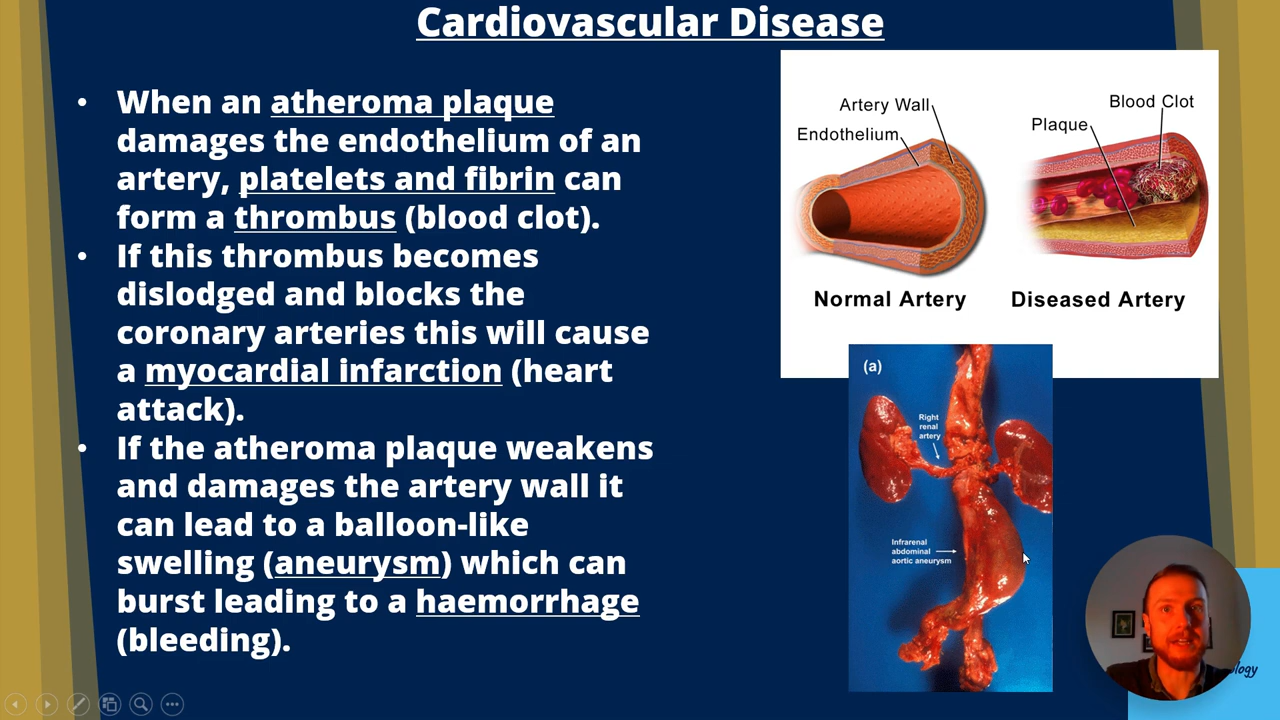 Cardiovascular Disease
• When an atheroma plaque
damages the endothelium of an
artery, platelets and fibrin can
form a thrombus (blood clot).
• If this thrombus becomes
dislodged and blocks the
coronary arteries this will cause
a myocardial infarction (heart
attack).
• If the atheroma plaque weakens
and damages the artery wall it
can lead to a balloon-like
swelling (aneurysm) which can
burst leading to a haemorrhage
(bleeding).
Artery Wall
Endothelium
Blood Clot
Plaque
Normal Artery
Diseased Artery
(a)
Right
renal
artery
Infrarenal
abdominal
aortic aneurysm